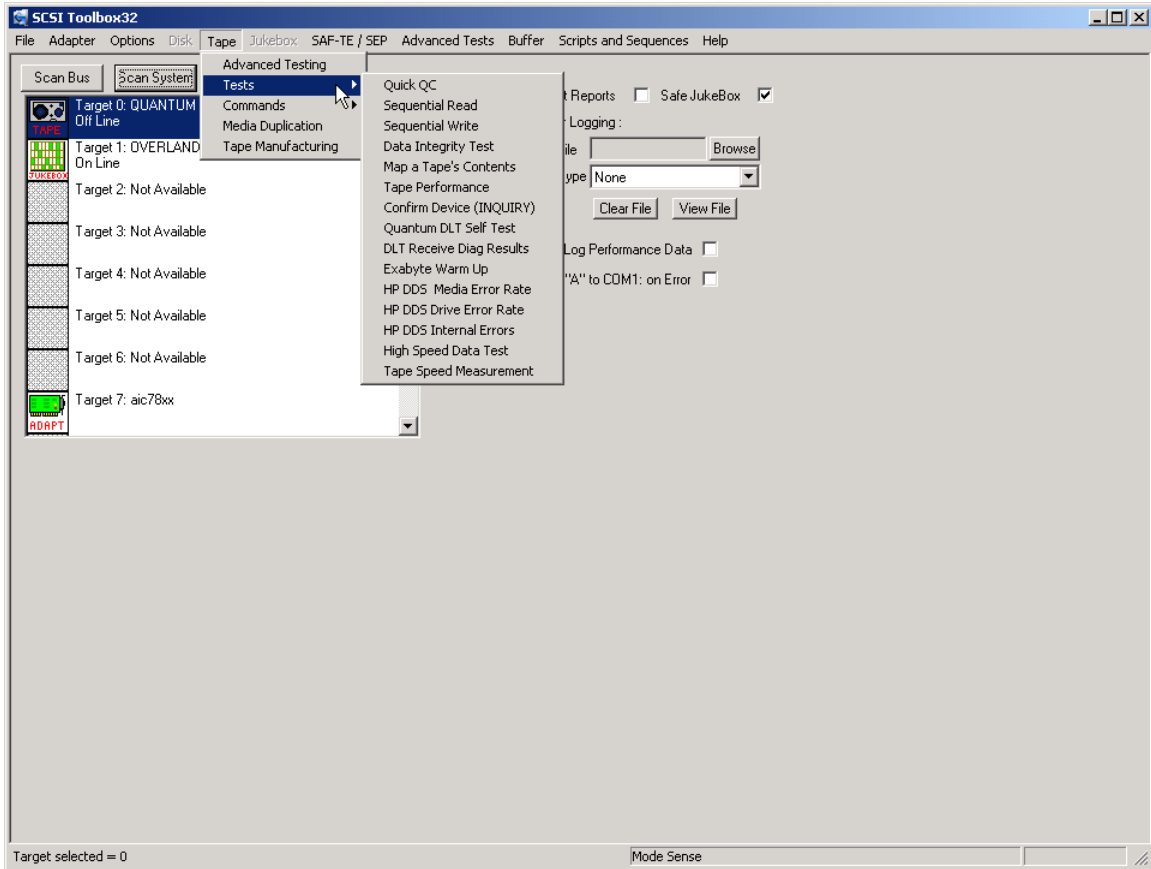 SCSI Toolbox32
File Adapter Options Disk Tape Jukebox SAF-TE / SEP Advanced Tests Buffer Scripts and Sequences Help
Scan Bus Scan System
Advanced Testing
Tests
Commands
Media Duplication
Tape Manufacturing
Quick QC
Sequential Read
Sequential Write
Data Integrity Test
Map a Tape's Contents
Tape Performance
Confirm Device (INQUIRY)
Quantum DLT Self Test
DLT Receive Diag Results
Exabyte Warm Up
HP DDS Media Error Rate
HP DDS Drive Error Rate
HP DDS Internal Errors
High Speed Data Test
Tape Speed Measurement
TAPE
Target 0: QUANTUM
Off Line
JUKEBOX
Target 1: OVERLAND
On Line
Target 2: Not Available
Target 3: Not Available
Target 4: Not Available
Target 5: Not Available
Target 6: Not Available
Target 7: aic78xx
ADAPT
Reports Safe JukeBox
Logging :
Browse
None
Clear File View File
Log Performance Data
"A" to COM1: on Error
Target selected = 0
Mode Sense